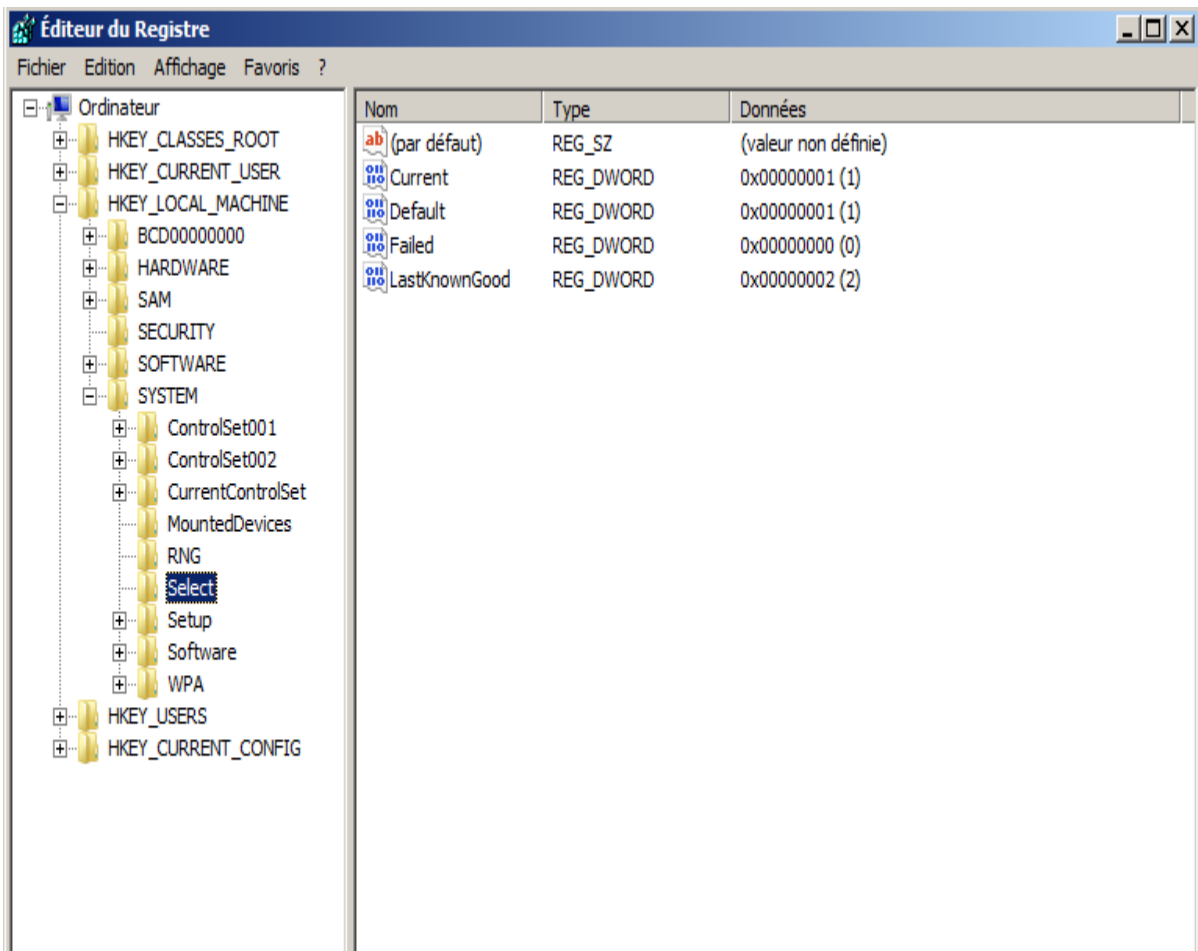 Éditeur du Registre
Fichier Edition Affichage Favoris ?
Ordinateur
HKEY_CLASSES_ROOT
HKEY_CURRENT_USER
HKEY_LOCAL_MACHINE
BCD00000000
HARDWARE
SAM
SECURITY
SOFTWARE
SYSTEM
ControlSet001
ControlSet002
CurrentControlSet
MountedDevices
RNG
Select
Setup
Software
WPA
HKEY_USERS
HKEY_CURRENT_CONFIG
Nom Type Données
(par défaut) REG_SZ (valeur non définie)
Current REG_DWORD 0x00000001 (1)
Default REG_DWORD 0x00000001 (1)
Failed REG_DWORD 0x00000000 (0)
LastKnownGood REG_DWORD 0x00000002 (2)